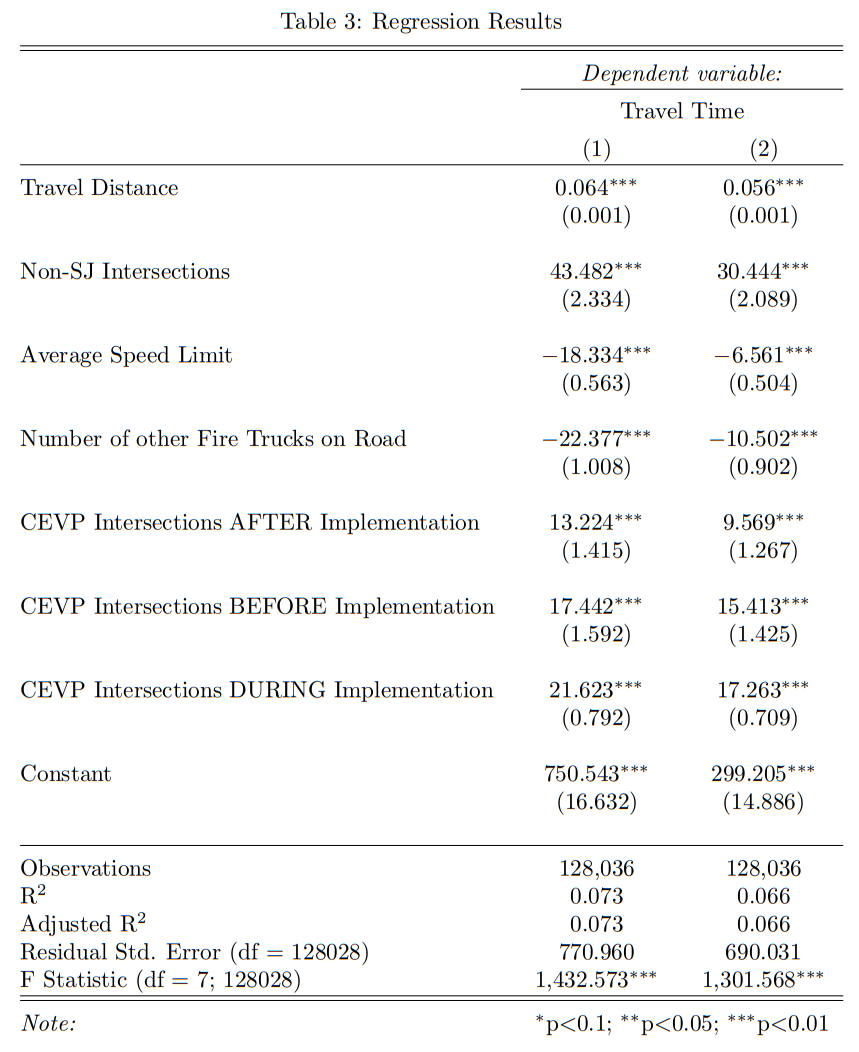 Table 3: Regression Results
Dependent variable:
Travel Time
(1) (2)
Travel Distance 0.064*** 0.056***
(0.001) (0.001)
Non-SJ Intersections 43.482*** 30.444***
(2.334) (2.089)
Average Speed Limit −18.334*** −6.561***
(0.563) (0.504)
Number of other Fire Trucks on Road −22.377*** −10.502***
(1.008) (0.902)
CEVP Intersections AFTER Implementation 13.224*** 9.569***
(1.415) (1.267)
CEVP Intersections BEFORE Implementation 17.442*** 15.413***
(1.592) (1.425)
CEVP Intersections DURING Implementation 21.623*** 17.263***
(0.792) (0.709)
Constant 750.543*** 299.205***
(16.632) (14.886)
Observations 128,036 128,036
R² 0.073 0.066
Adjusted R² 0.073 0.066
Residual Std. Error (df = 128028) 770.960 690.031
F Statistic (df = 7; 128028) 1,432.573*** 1,301.568***
Note: *p<0.1; **p<0.05; ***p<0.01